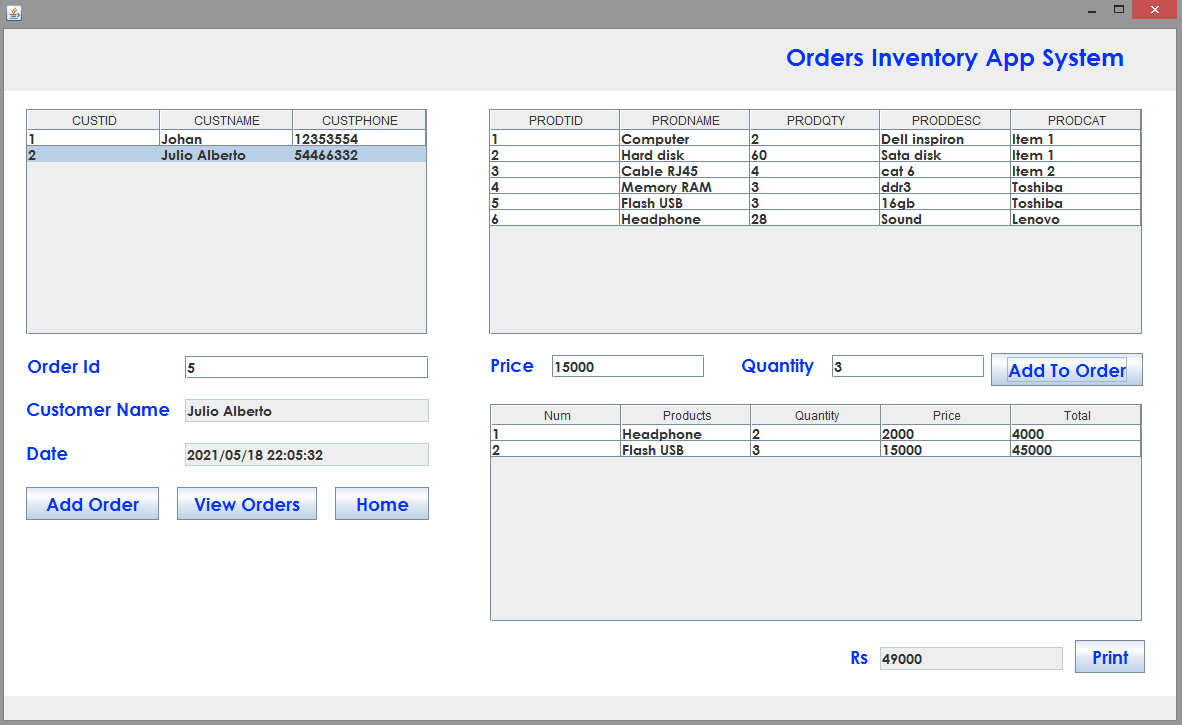 Orders Inventory App System
CUSTID CUSTNAME CUSTPHONE
1 Johan 12353554
2 Julio Alberto 54466332
PRODTID PRODNAME PRODQTY PRODDESC PRODCAT
1 Computer 2 Dell inspiron Item 1
2 Hard disk 60 Sata disk Item 1
3 Cable RJ45 4 cat 6 Item 2
4 Memory RAM 3 ddr3 Toshiba
5 Flash USB 3 16gb Toshiba
6 Headphone 28 Sound Lenovo
Order Id 5
Customer Name Julio Alberto
Date 2021/05/18 22:05:32
Add Order View Orders Home
Price 15000 Quantity 3 Add To Order
Num Products Quantity Price Total
1 Headphone 2 2000 4000
2 Flash USB 3 15000 45000
Rs 49000 Print